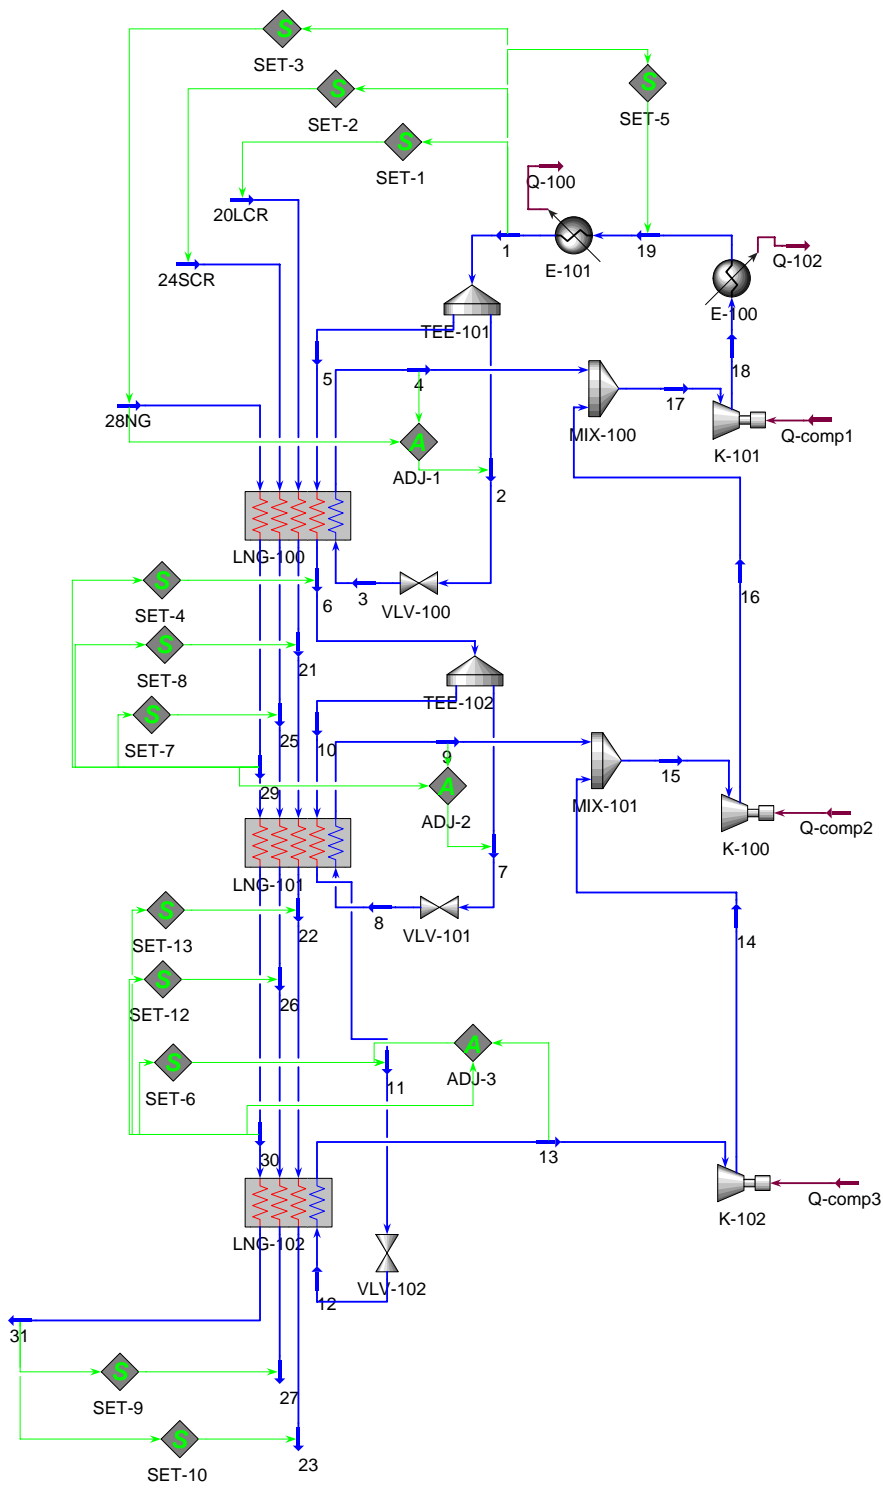 S
SET-3
S
SET-2
S
SET-5
S
SET-1
Q-100
20LCR
1
E-101
19
Q-102
24SCR
E-100
TEE-101
5
4
18
28NG
MIX-100
17
Q-comp1
K-101
A
ADJ-1
2
LNG-100
3
VLV-100
6
16
S
SET-4
S
SET-8
21
TEE-102
S
SET-7
25
10
9
15
29
A
ADJ-2
MIX-101
Q-comp2
K-100
LNG-101
7
8
VLV-101
S
SET-13
22
14
S
SET-12
26
A
ADJ-3
S
SET-6
11
30
13
Q-comp3
K-102
LNG-102
VLV-102
12
31
S
SET-9
27
S
SET-10
23